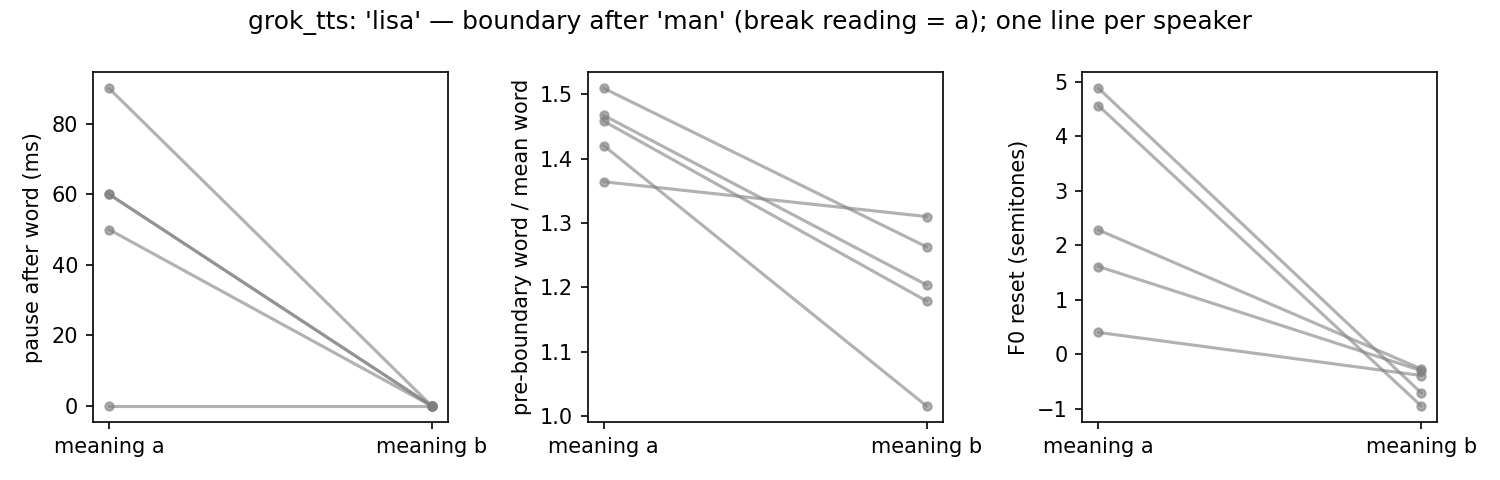 grok_tts: 'lisa' — boundary after 'man' (break reading = a); one line per speaker
pause after word (ms)
80
60
40
20
0
meaning a
meaning b
pre-boundary word / mean word
1.5
1.4
1.3
1.2
1.1
1.0
meaning a
meaning b
F0 reset (semitones)
5
4
3
2
1
0
−1
meaning a
meaning b